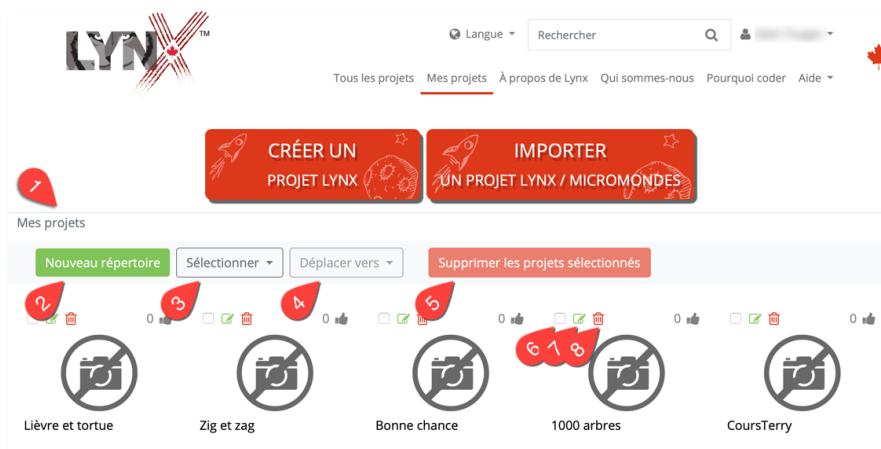 LYNX TM
Langue Rechercher
Tous les projets Mes projets À propos de Lynx Qui sommes-nous Pourquoi coder Aide
CRÉER UN
PROJET LYNX
IMPORTER
UN PROJET LYNX / MICROMONDES
1
Mes projets
Nouveau répertoire Sélectionner Déplacer vers Supprimer les projets sélectionnés
2 3 4 5 6 7 8
0 0 0 0 0
Lièvre et tortue Zig et zag Bonne chance 1000 arbres CoursTerry